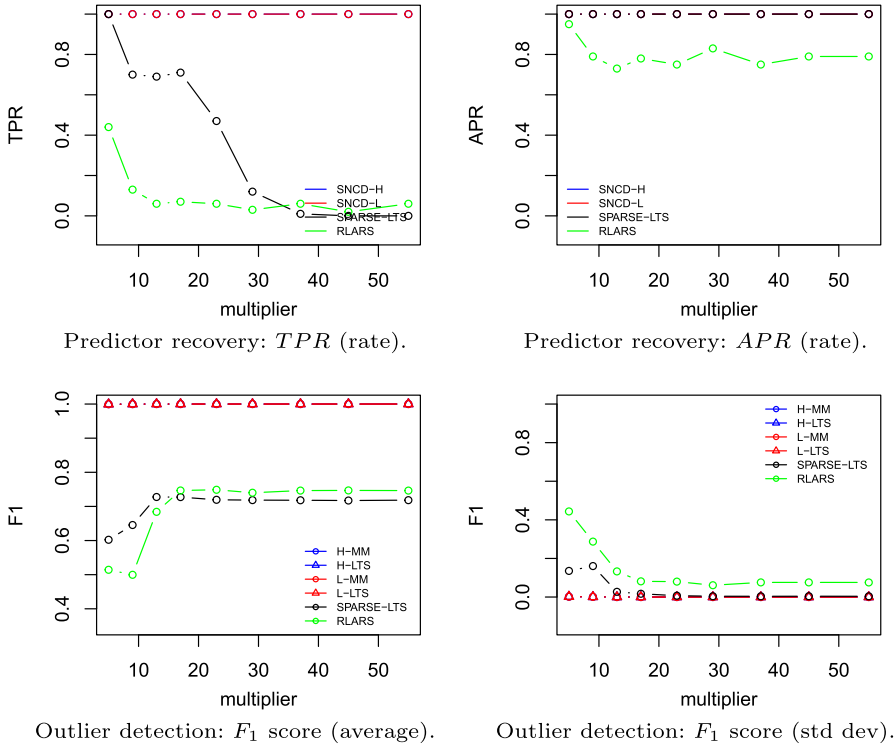 TPR
0.0 0.4 0.8
SNCD−H
SNCD−L
SPARSE−LTS
RLARS
10 20 30 40 50
multiplier
Predictor recovery: TPR (rate).
APR
0.0 0.4 0.8
SNCD−H
SNCD−L
SPARSE−LTS
RLARS
10 20 30 40 50
multiplier
Predictor recovery: APR (rate).
F1
0.4 0.6 0.8 1.0
H−MM
H−LTS
L−MM
L−LTS
SPARSE−LTS
RLARS
10 20 30 40 50
multiplier
Outlier detection: F1 score (average).
F1
0.0 0.4 0.8
H−MM
H−LTS
L−MM
L−LTS
SPARSE−LTS
RLARS
10 20 30 40 50
multiplier
Outlier detection: F1 score (std dev).